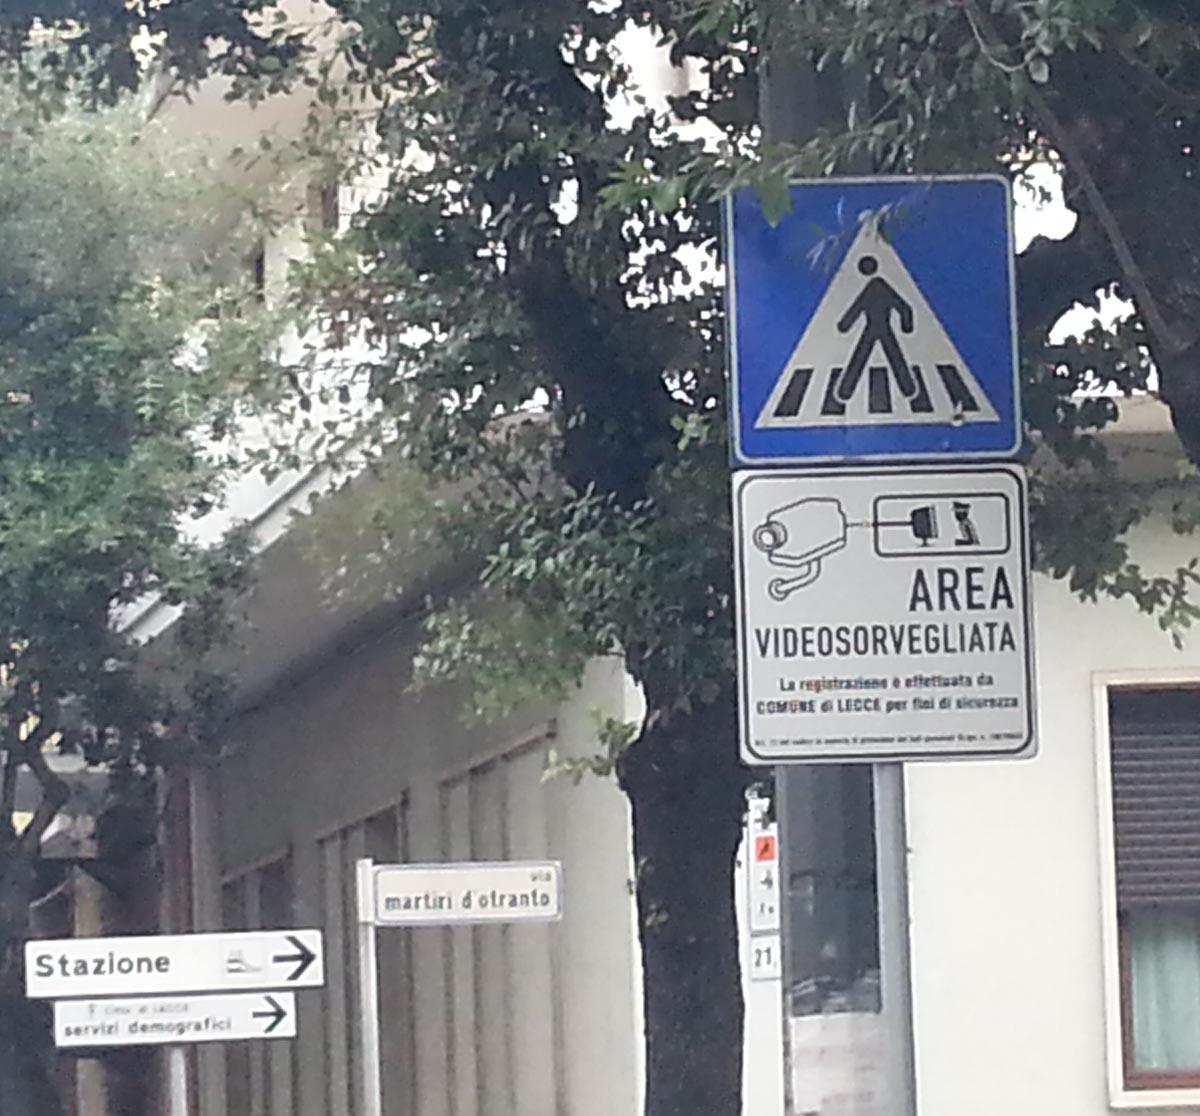 AREA
VIDEOSORVEGLIATA
La registrazione è effettuata da
COMUNE di LECCE per fini di sicurezza
via
martiri d'otranto
Stazione
servizi demografici
21